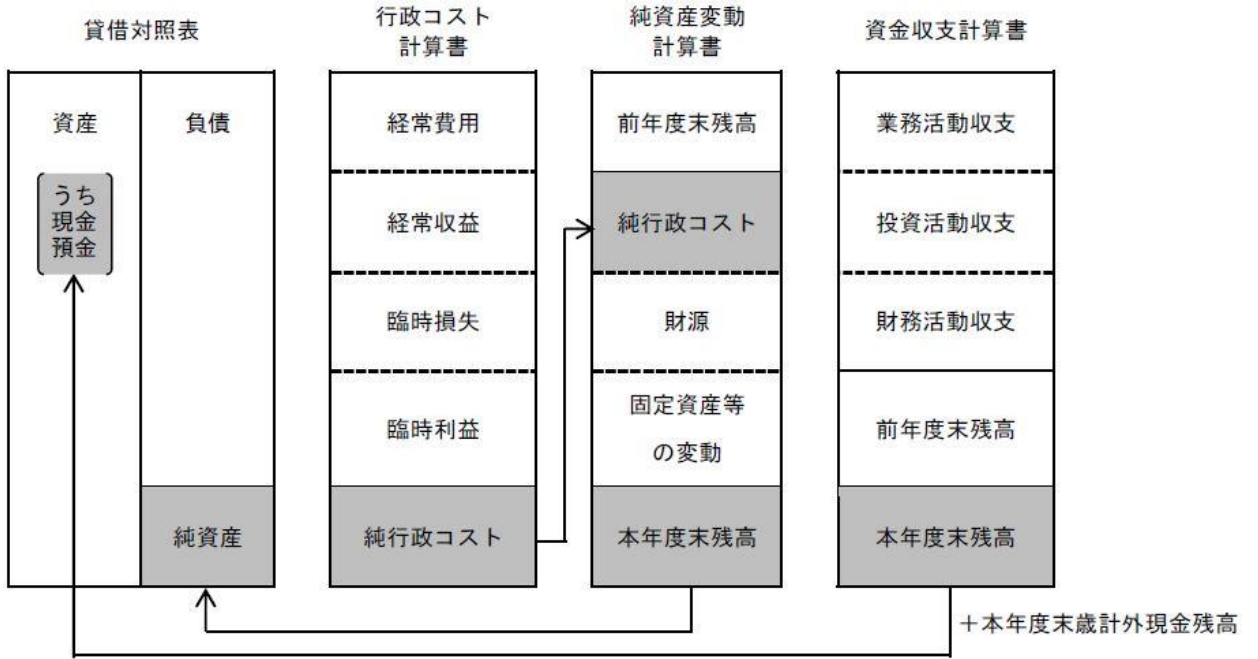 貸借対照表
行政コスト
計算書
純資産変動
計算書
資金収支計算書
資産
負債
うち
現金
預金
純資産
経常費用
経常収益
臨時損失
臨時利益
純行政コスト
前年度末残高
純行政コスト
財源
固定資産等
の変動
本年度末残高
業務活動収支
投資活動収支
財務活動収支
前年度末残高
本年度末残高
＋本年度末歳計外現金残高